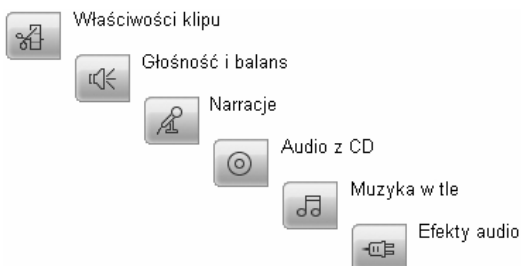 Właściwości klipu
Głośność i balans
Narracje
Audio z CD
Muzyka w tle
Efekty audio